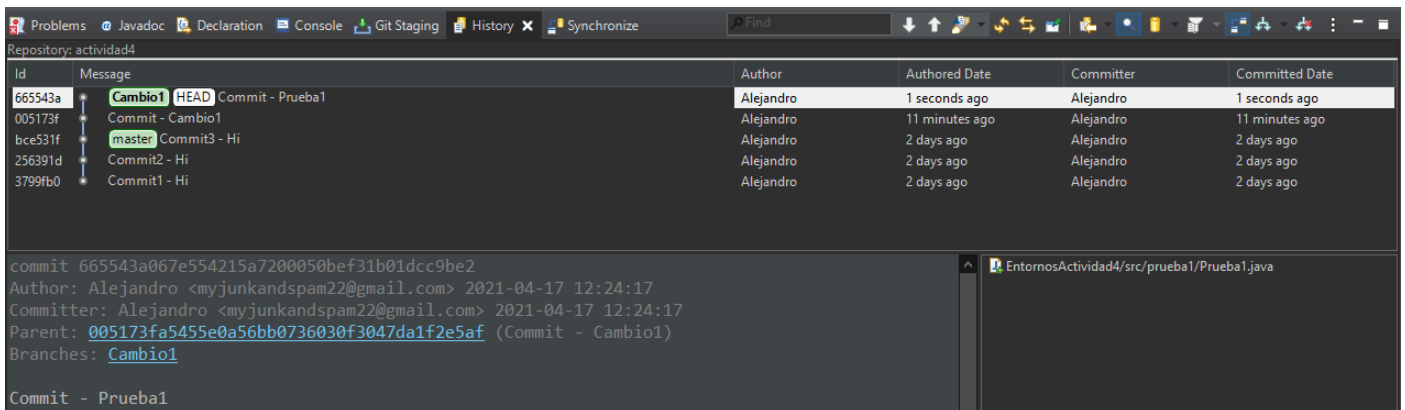 Problems @ Javadoc Declaration Console Git Staging History Synchronize Find
Repository: actividad4
Id Message Author Authored Date Committer Committed Date
665543a Cambio1 HEAD Commit - Prueba1 Alejandro 1 seconds ago Alejandro 1 seconds ago
005173f Commit - Cambio1 Alejandro 11 minutes ago Alejandro 11 minutes ago
bce531f master Commit3 - Hi Alejandro 2 days ago Alejandro 2 days ago
256391d Commit2 - Hi Alejandro 2 days ago Alejandro 2 days ago
3799fb0 Commit1 - Hi Alejandro 2 days ago Alejandro 2 days ago
commit 665543a067e554215a7200050bef31b01dcc9be2
Author: Alejandro <myjunkandspam22@gmail.com> 2021-04-17 12:24:17
Committer: Alejandro <myjunkandspam22@gmail.com> 2021-04-17 12:24:17
Parent: 005173fa5455e0a56bb0736030f3047da1f2e5af (Commit - Cambio1)
Branches: Cambio1
Commit - Prueba1
EntornosActividad4/src/prueba1/Prueba1.java